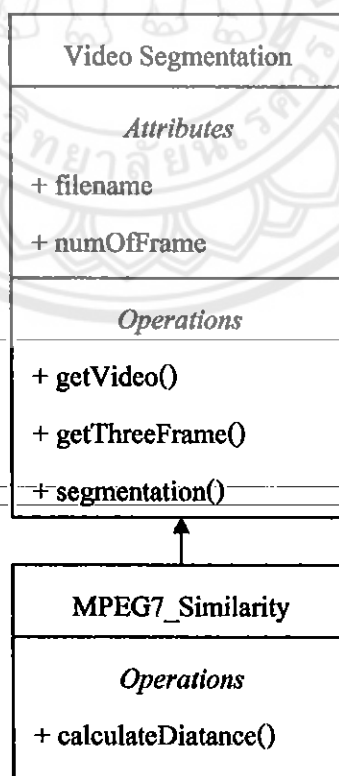 Video Segmentation
Attributes
+ filename
+ numOfFrame
Operations
+ getVideo()
+ getThreeFrame()
+ segmentation()
MPEG7_Similarity
Operations
+ calculateDiatance()